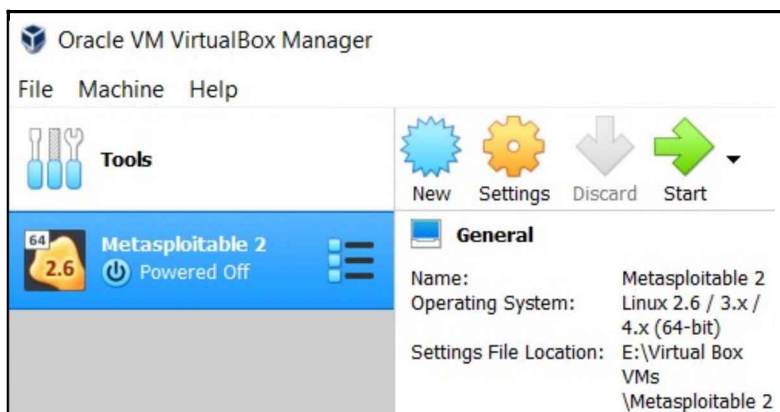 Oracle VM VirtualBox Manager
File Machine Help
Tools
New Settings Discard Start
64
2.6
Metasploitable 2
Powered Off
General
Name: Metasploitable 2
Operating System: Linux 2.6 / 3.x /
4.x (64-bit)
Settings File Location: E:\Virtual Box
VMs
\Metasploitable 2